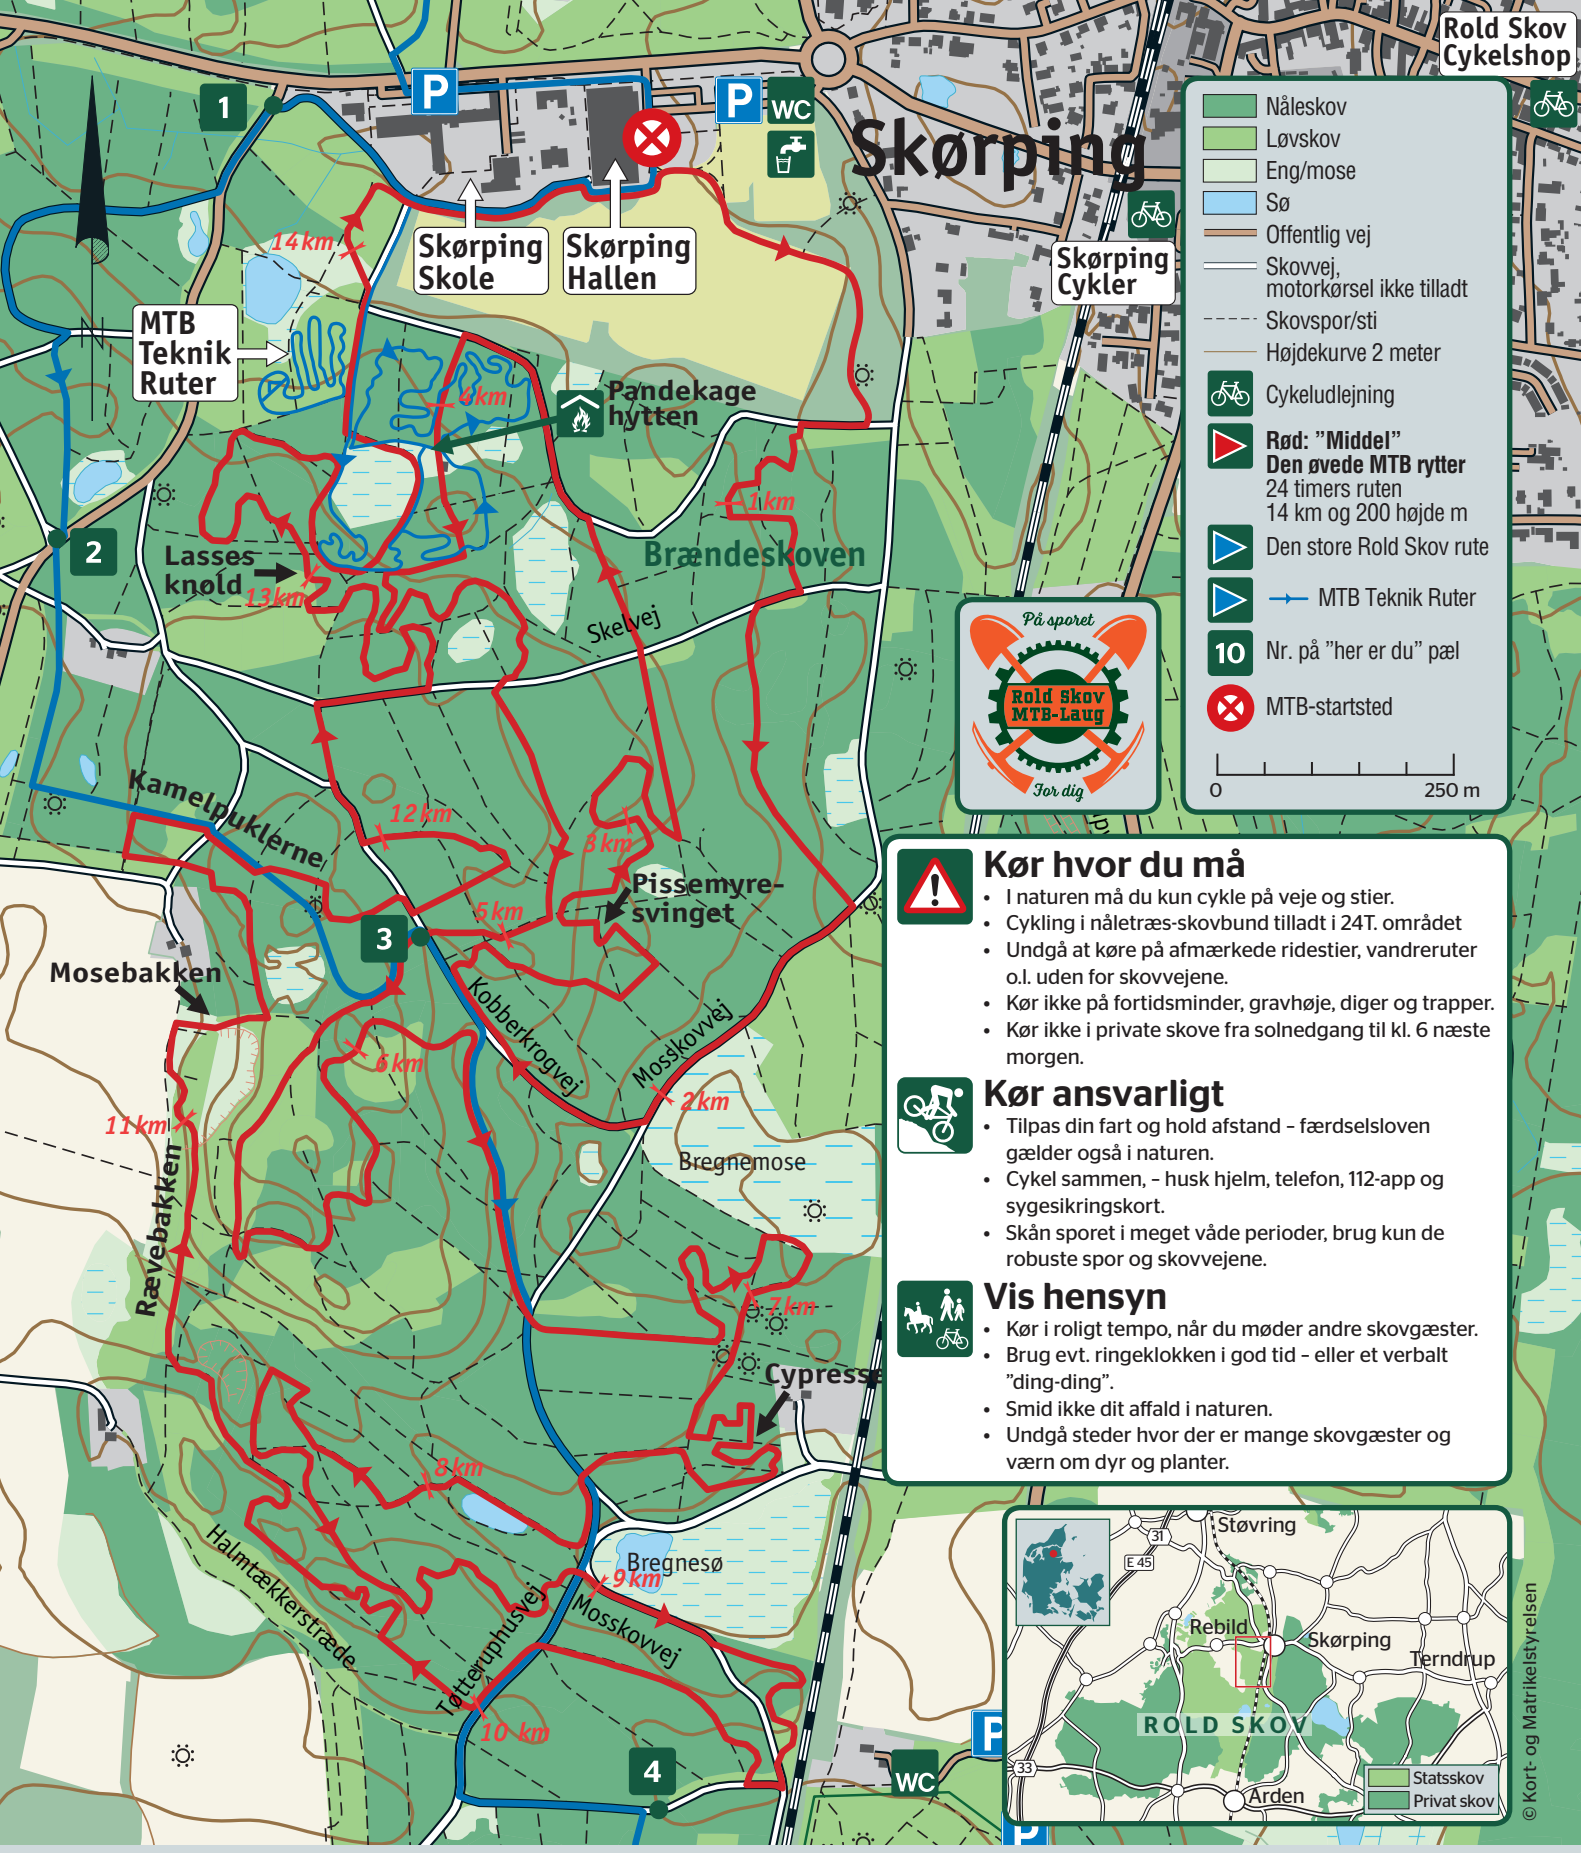 Rold Skov
Cykelshop
1
P
P
WC
Skørping
14 km
Skørping
Skole
Skørping
Hallen
Skørping
Cykler
MTB
Teknik
Ruter
N
Pandekage
hytten
4 km
1 km
2
Lasses
knold
13 km
Brændeskoven
Skelvej
Kamelpuklerne
12 km
3 km
Pissemyre-
svinget
5 km
3
Mosebakken
Kobberkrogvej
Mosskovvej
6 km
2 km
11 km
Bregnemose
Rævebakken
7 km
Cypresse
8 km
Halmtækkerstræde
Bregnesø
9 km
Mosskovvej
Tøtteruphusvej
10 km
4
WC
P
P
Nåleskov
Løvskov
Eng/mose
Sø
Offentlig vej
Skovvej,
motorkørsel ikke tilladt
Skovspor/sti
Højdekurve 2 meter
Cykeludlejning
Rød: ”Middel”
Den øvede MTB rytter
24 timers ruten
14 km og 200 højde m
Den store Rold Skov rute
MTB Teknik Ruter
10 Nr. på ”her er du” pæl
MTB-startsted
0 250 m
På sporet
Rold Skov
MTB-Laug
For dig
Kør hvor du må
• I naturen må du kun cykle på veje og stier.
• Cykling i nåletræs-skovbund tilladt i 24T. området
• Undgå at køre på afmærkede ridestier, vandreruter
o.l. uden for skovvejene.
• Kør ikke på fortidsminder, gravhøje, diger og trapper.
• Kør ikke i private skove fra solnedgang til kl. 6 næste
morgen.
Kør ansvarligt
• Tilpas din fart og hold afstand – færdselsloven
gælder også i naturen.
• Cykel sammen, – husk hjelm, telefon, 112-app og
sygesikringskort.
• Skån sporet i meget våde perioder, brug kun de
robuste spor og skovvejene.
Vis hensyn
• Kør i roligt tempo, når du møder andre skovgæster.
• Brug evt. ringeklokken i god tid – eller et verbalt
”ding-ding”.
• Smid ikke dit affald i naturen.
• Undgå steder hvor der er mange skovgæster og
værn om dyr og planter.
Støvring
31
E 45
Rebild
Skørping
Terndrup
ROLD SKOV
33
Arden
Statsskov
Privat skov
© Kort- og Matrikelstyrelsen